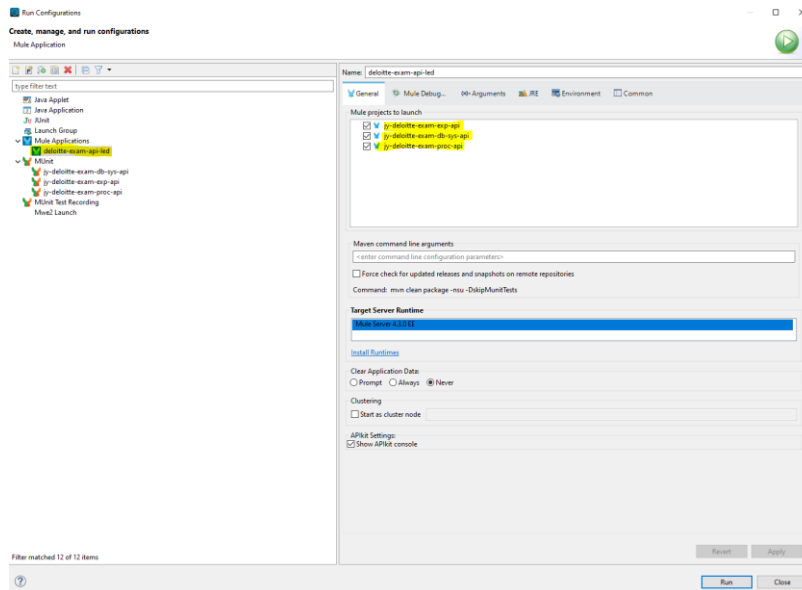 Run Configurations
Create, manage, and run configurations
Mule Application
type filter text
Java Applet
Java Application
JUnit
Launch Group
Mule Applications
deloitte-exam-api-led
MUnit
jy-deloitte-exam-db-sys-api
jy-deloitte-exam-exp-api
jy-deloitte-exam-proc-api
MUnit Test Recording
Mwe2 Launch
Filter matched 12 of 12 items
Name: deloitte-exam-api-led
General Mule Debug... (x)= Arguments JRE Environment Common
Mule projects to launch
jy-deloitte-exam-exp-api
jy-deloitte-exam-db-sys-api
jy-deloitte-exam-proc-api
Maven command line arguments
<enter command line configuration parameters>
Force check for updated releases and snapshots on remote repositories
Command: mvn clean package -nsu -DskipMunitTests
Target Server Runtime
Mule Server 4.3.0 EE
Install Runtimes
Clear Application Data:
Prompt Always Never
Clustering
Start as cluster node
APIkit Settings:
Show APIkit console
Revert Apply
Run Close